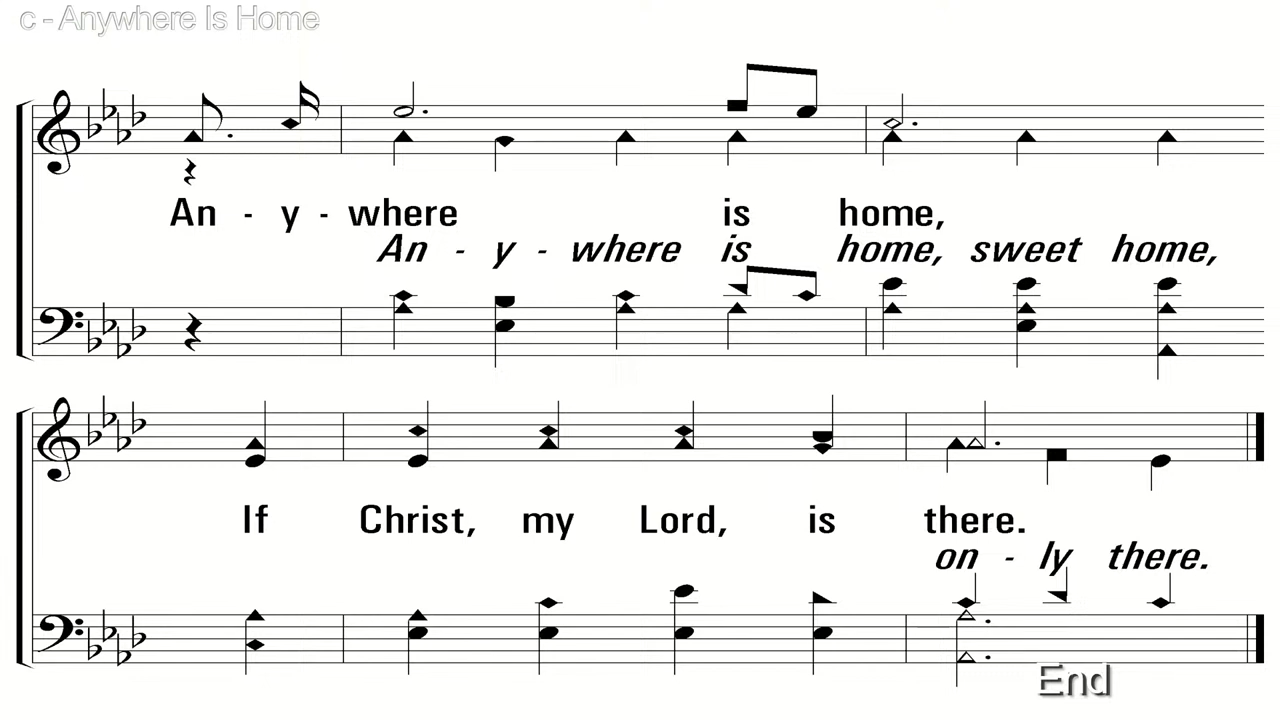 c - Anywhere Is Home
An - y - where is home,
An - y - where is home, sweet home,
If Christ, my Lord, is there.
on - ly there.
End